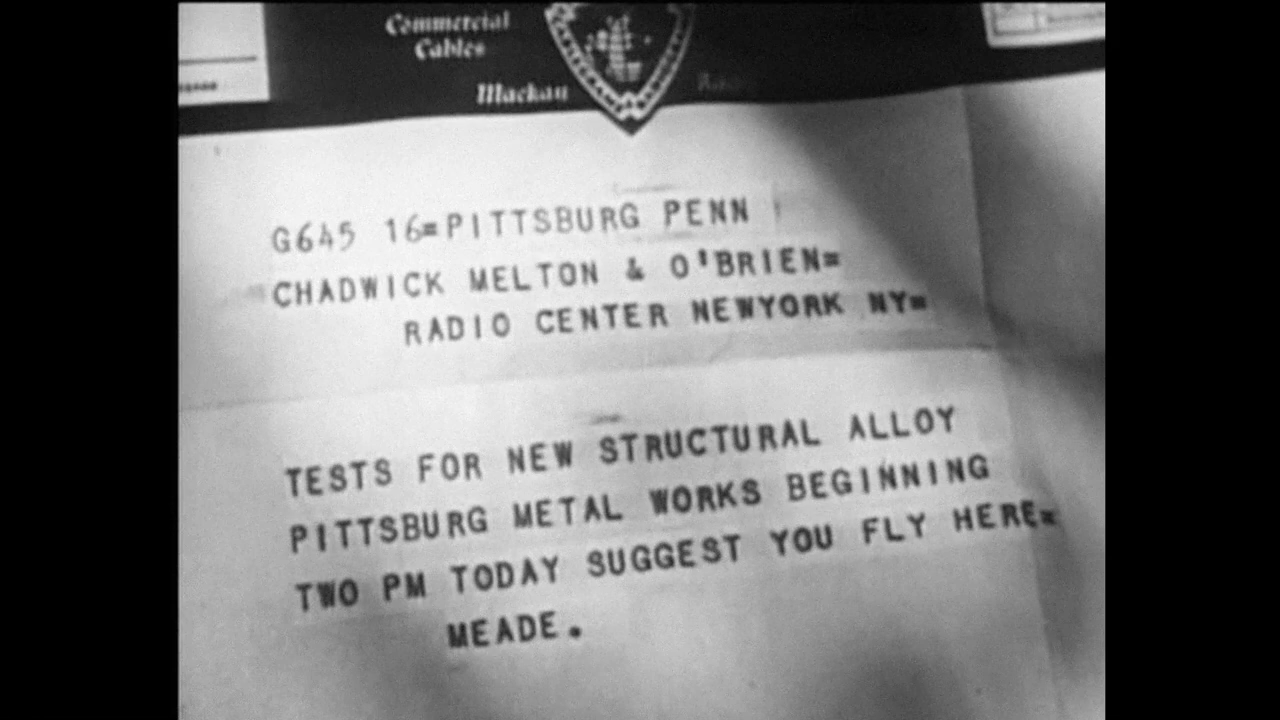 Commercial
Cables
Mackay
G645 16=PITTSBURG PENN
CHADWICK MELTON & O'BRIEN=
RADIO CENTER NEWYORK NY=
TESTS FOR NEW STRUCTURAL ALLOY
PITTSBURG METAL WORKS BEGINNING
TWO PM TODAY SUGGEST YOU FLY HERE=
MEADE.